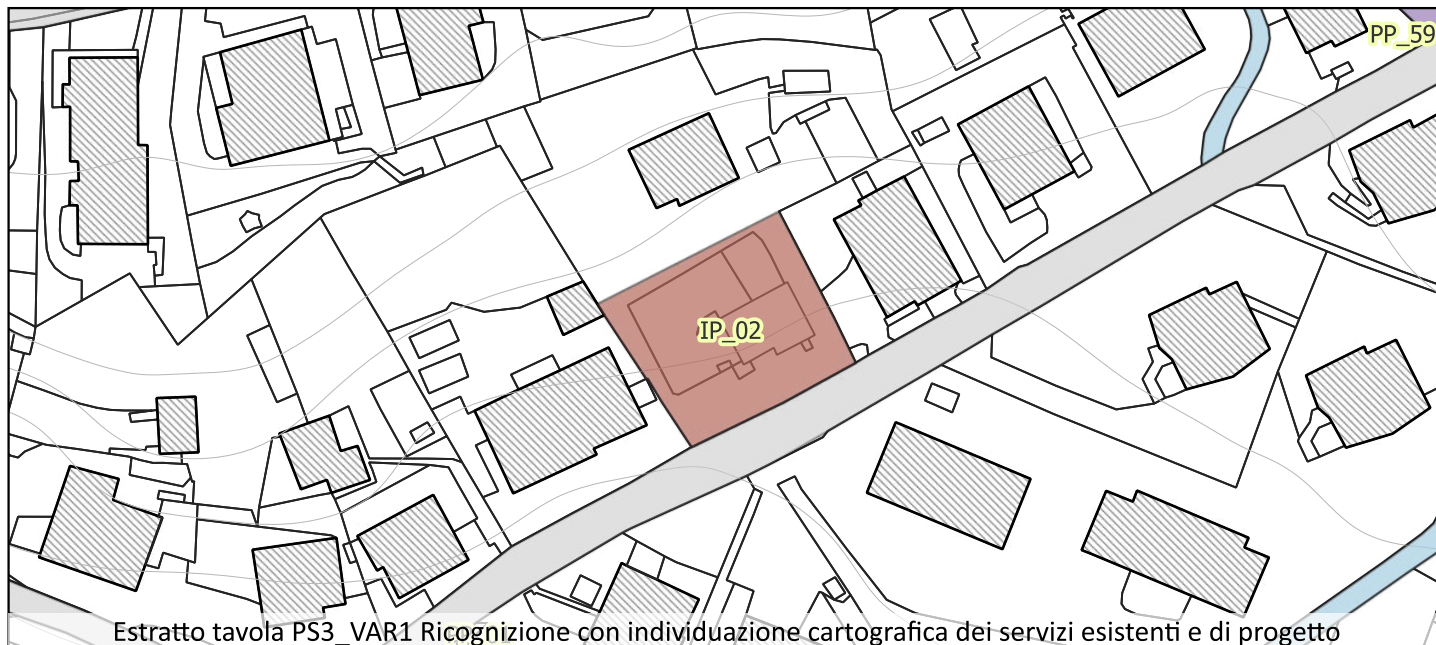 PP_59
IP_02
Estratto tavola PS3_VAR1 Ricognizione con individuazione cartografica dei servizi esistenti e di progetto